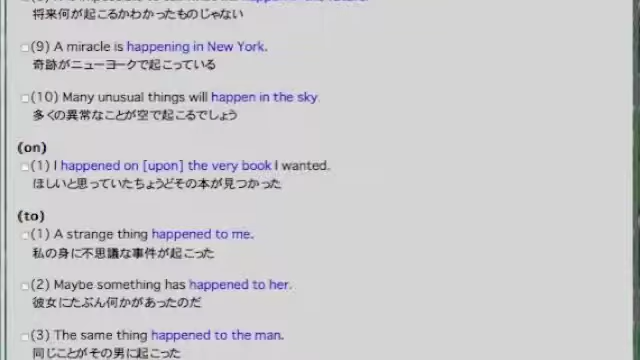 将来何が起こるかわかったものじゃない
(9) A miracle is happening in New York.
奇跡がニューヨークで起こっている
(10) Many unusual things will happen in the sky.
多くの異常なことが空で起こるでしょう
(on)
(1) I happened on [upon] the very book I wanted.
ほしいと思っていたちょうどその本が見つかった
(to)
(1) A strange thing happened to me.
私の身に不思議な事件が起こった
(2) Maybe something has happened to her.
彼女にたぶん何かがあったのだ
(3) The same thing happened to the man.
同じことがその男に起こった